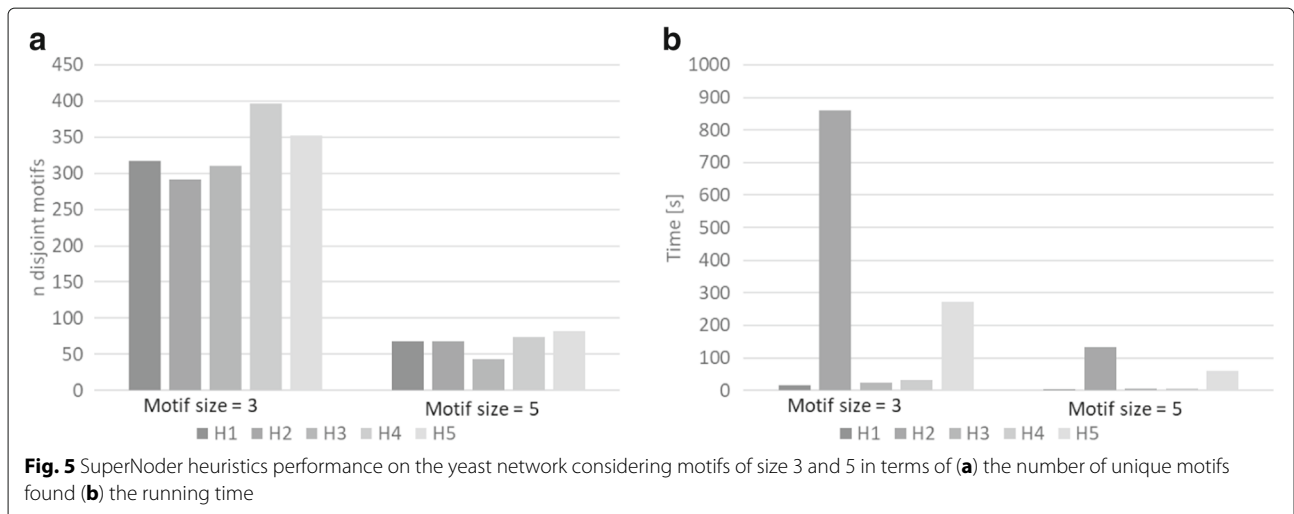 a
450
400
350
300
250
200
150
100
50
0
n disjoint motifs
Motif size = 3
Motif size = 5
H1 H2 H3 H4 H5
b
1000
900
800
700
600
500
400
300
200
100
0
Time [s]
Motif size = 3
Motif size = 5
H1 H2 H3 H4 H5
Fig. 5 SuperNoder heuristics performance on the yeast network considering motifs of size 3 and 5 in terms of (a) the number of unique motifs
found (b) the running time